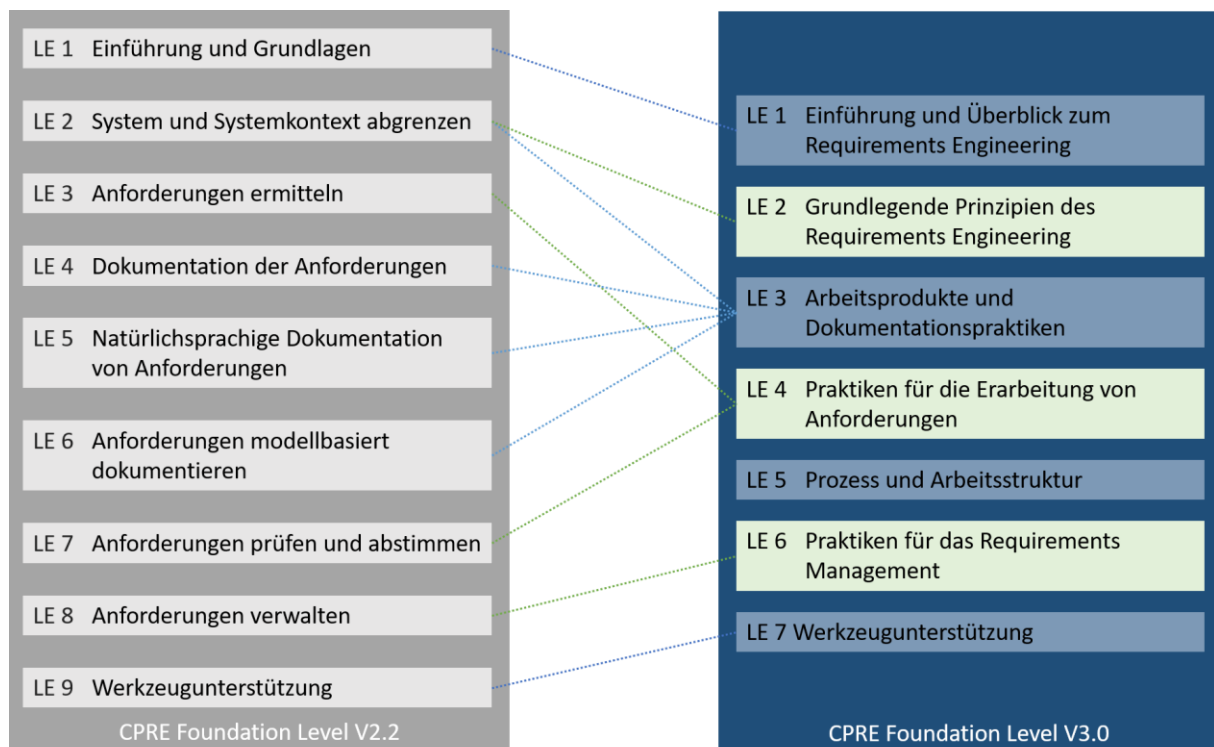 LE 1 Einführung und Grundlagen
LE 2 System und Systemkontext abgrenzen
LE 3 Anforderungen ermitteln
LE 4 Dokumentation der Anforderungen
LE 5 Natürlichsprachige Dokumentation
von Anforderungen
LE 6 Anforderungen modellbasiert
dokumentieren
LE 7 Anforderungen prüfen und abstimmen
LE 8 Anforderungen verwalten
LE 9 Werkzeugunterstützung
CPRE Foundation Level V2.2
LE 1 Einführung und Überblick zum
Requirements Engineering
LE 2 Grundlegende Prinzipien des
Requirements Engineering
LE 3 Arbeitsprodukte und
Dokumentationspraktiken
LE 4 Praktiken für die Erarbeitung von
Anforderungen
LE 5 Prozess und Arbeitsstruktur
LE 6 Praktiken für das Requirements
Management
LE 7 Werkzeugunterstützung
CPRE Foundation Level V3.0